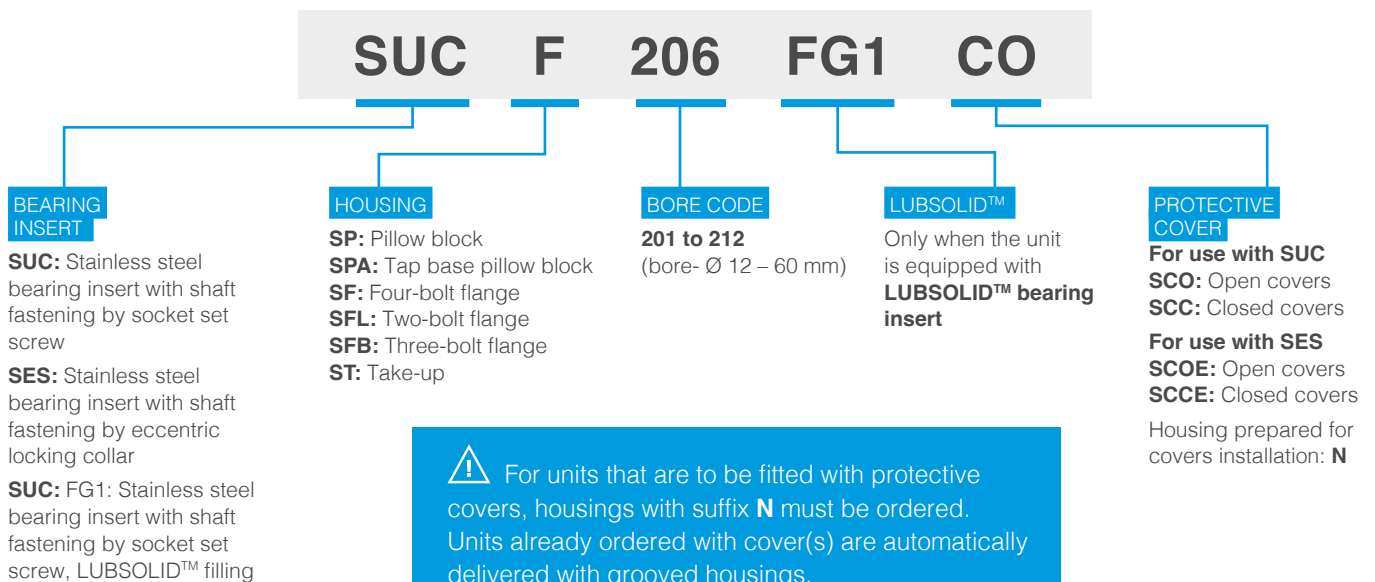 SUC F 206 FG1 CO
BEARING
INSERT
SUC: Stainless steel
bearing insert with shaft
fastening by socket set
screw
SES: Stainless steel
bearing insert with shaft
fastening by eccentric
locking collar
SUC: FG1: Stainless steel
bearing insert with shaft
fastening by socket set
screw, LUBSOLID™ filling
HOUSING
SP: Pillow block
SPA: Tap base pillow block
SF: Four-bolt flange
SFL: Two-bolt flange
SFB: Three-bolt flange
ST: Take-up
BORE CODE
201 to 212
(bore- Ø 12 – 60 mm)
LUBSOLID™
Only when the unit
is equipped with
LUBSOLID™ bearing
insert
PROTECTIVE
COVER
For use with SUC
SCO: Open covers
SCC: Closed covers
For use with SES
SCOE: Open covers
SCCE: Closed covers
Housing prepared for
covers installation: N
For units that are to be fitted with protective
covers, housings with suffix N must be ordered.
Units already ordered with cover(s) are automatically
delivered with grooved housings.